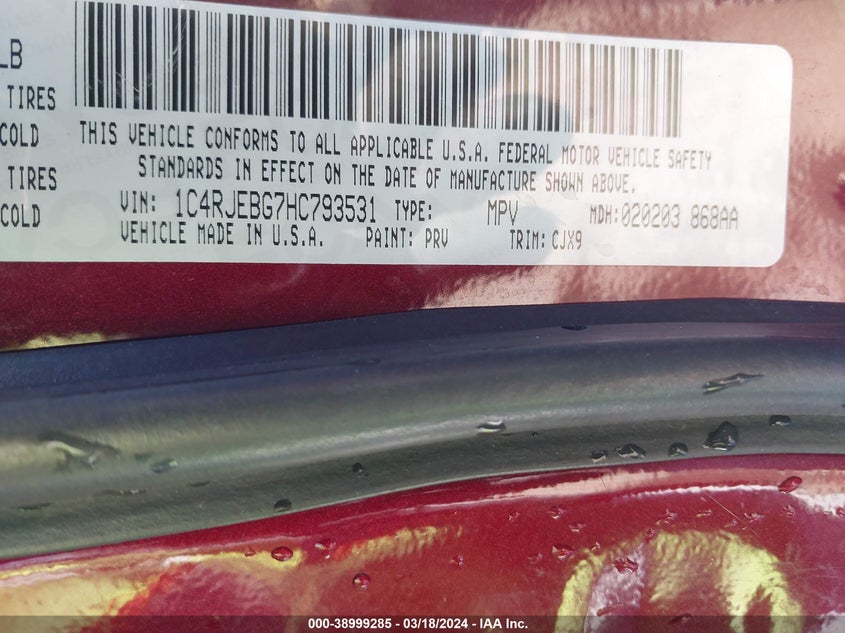 LB
TIRES
COLD
TIRES
COLD
THIS VEHICLE CONFORMS TO ALL APPLICABLE U.S.A. FEDERAL MOTOR VEHICLE SAFETY
STANDARDS IN EFFECT ON THE DATE OF MANUFACTURE SHOWN ABOVE.
VIN: 1C4RJEBG7HC793531 TYPE: MPV MDH:020203 868AA
VEHICLE MADE IN U.S.A. PAINT: PRV TRIM: CJX9
000-38999285 - 03/18/2024 - IAA Inc.